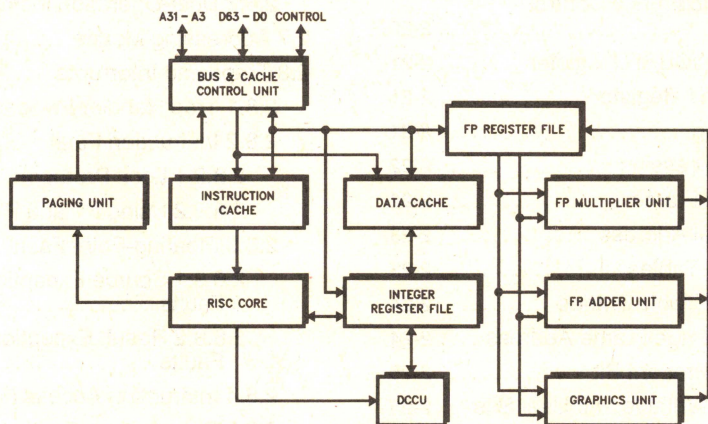 A31 – A3 D63 – D0 CONTROL
BUS & CACHE
CONTROL UNIT
FP REGISTER FILE
PAGING UNIT
INSTRUCTION
CACHE
DATA CACHE
FP MULTIPLIER UNIT
RISC CORE
INTEGER
REGISTER FILE
FP ADDER UNIT
DCCU
GRAPHICS UNIT